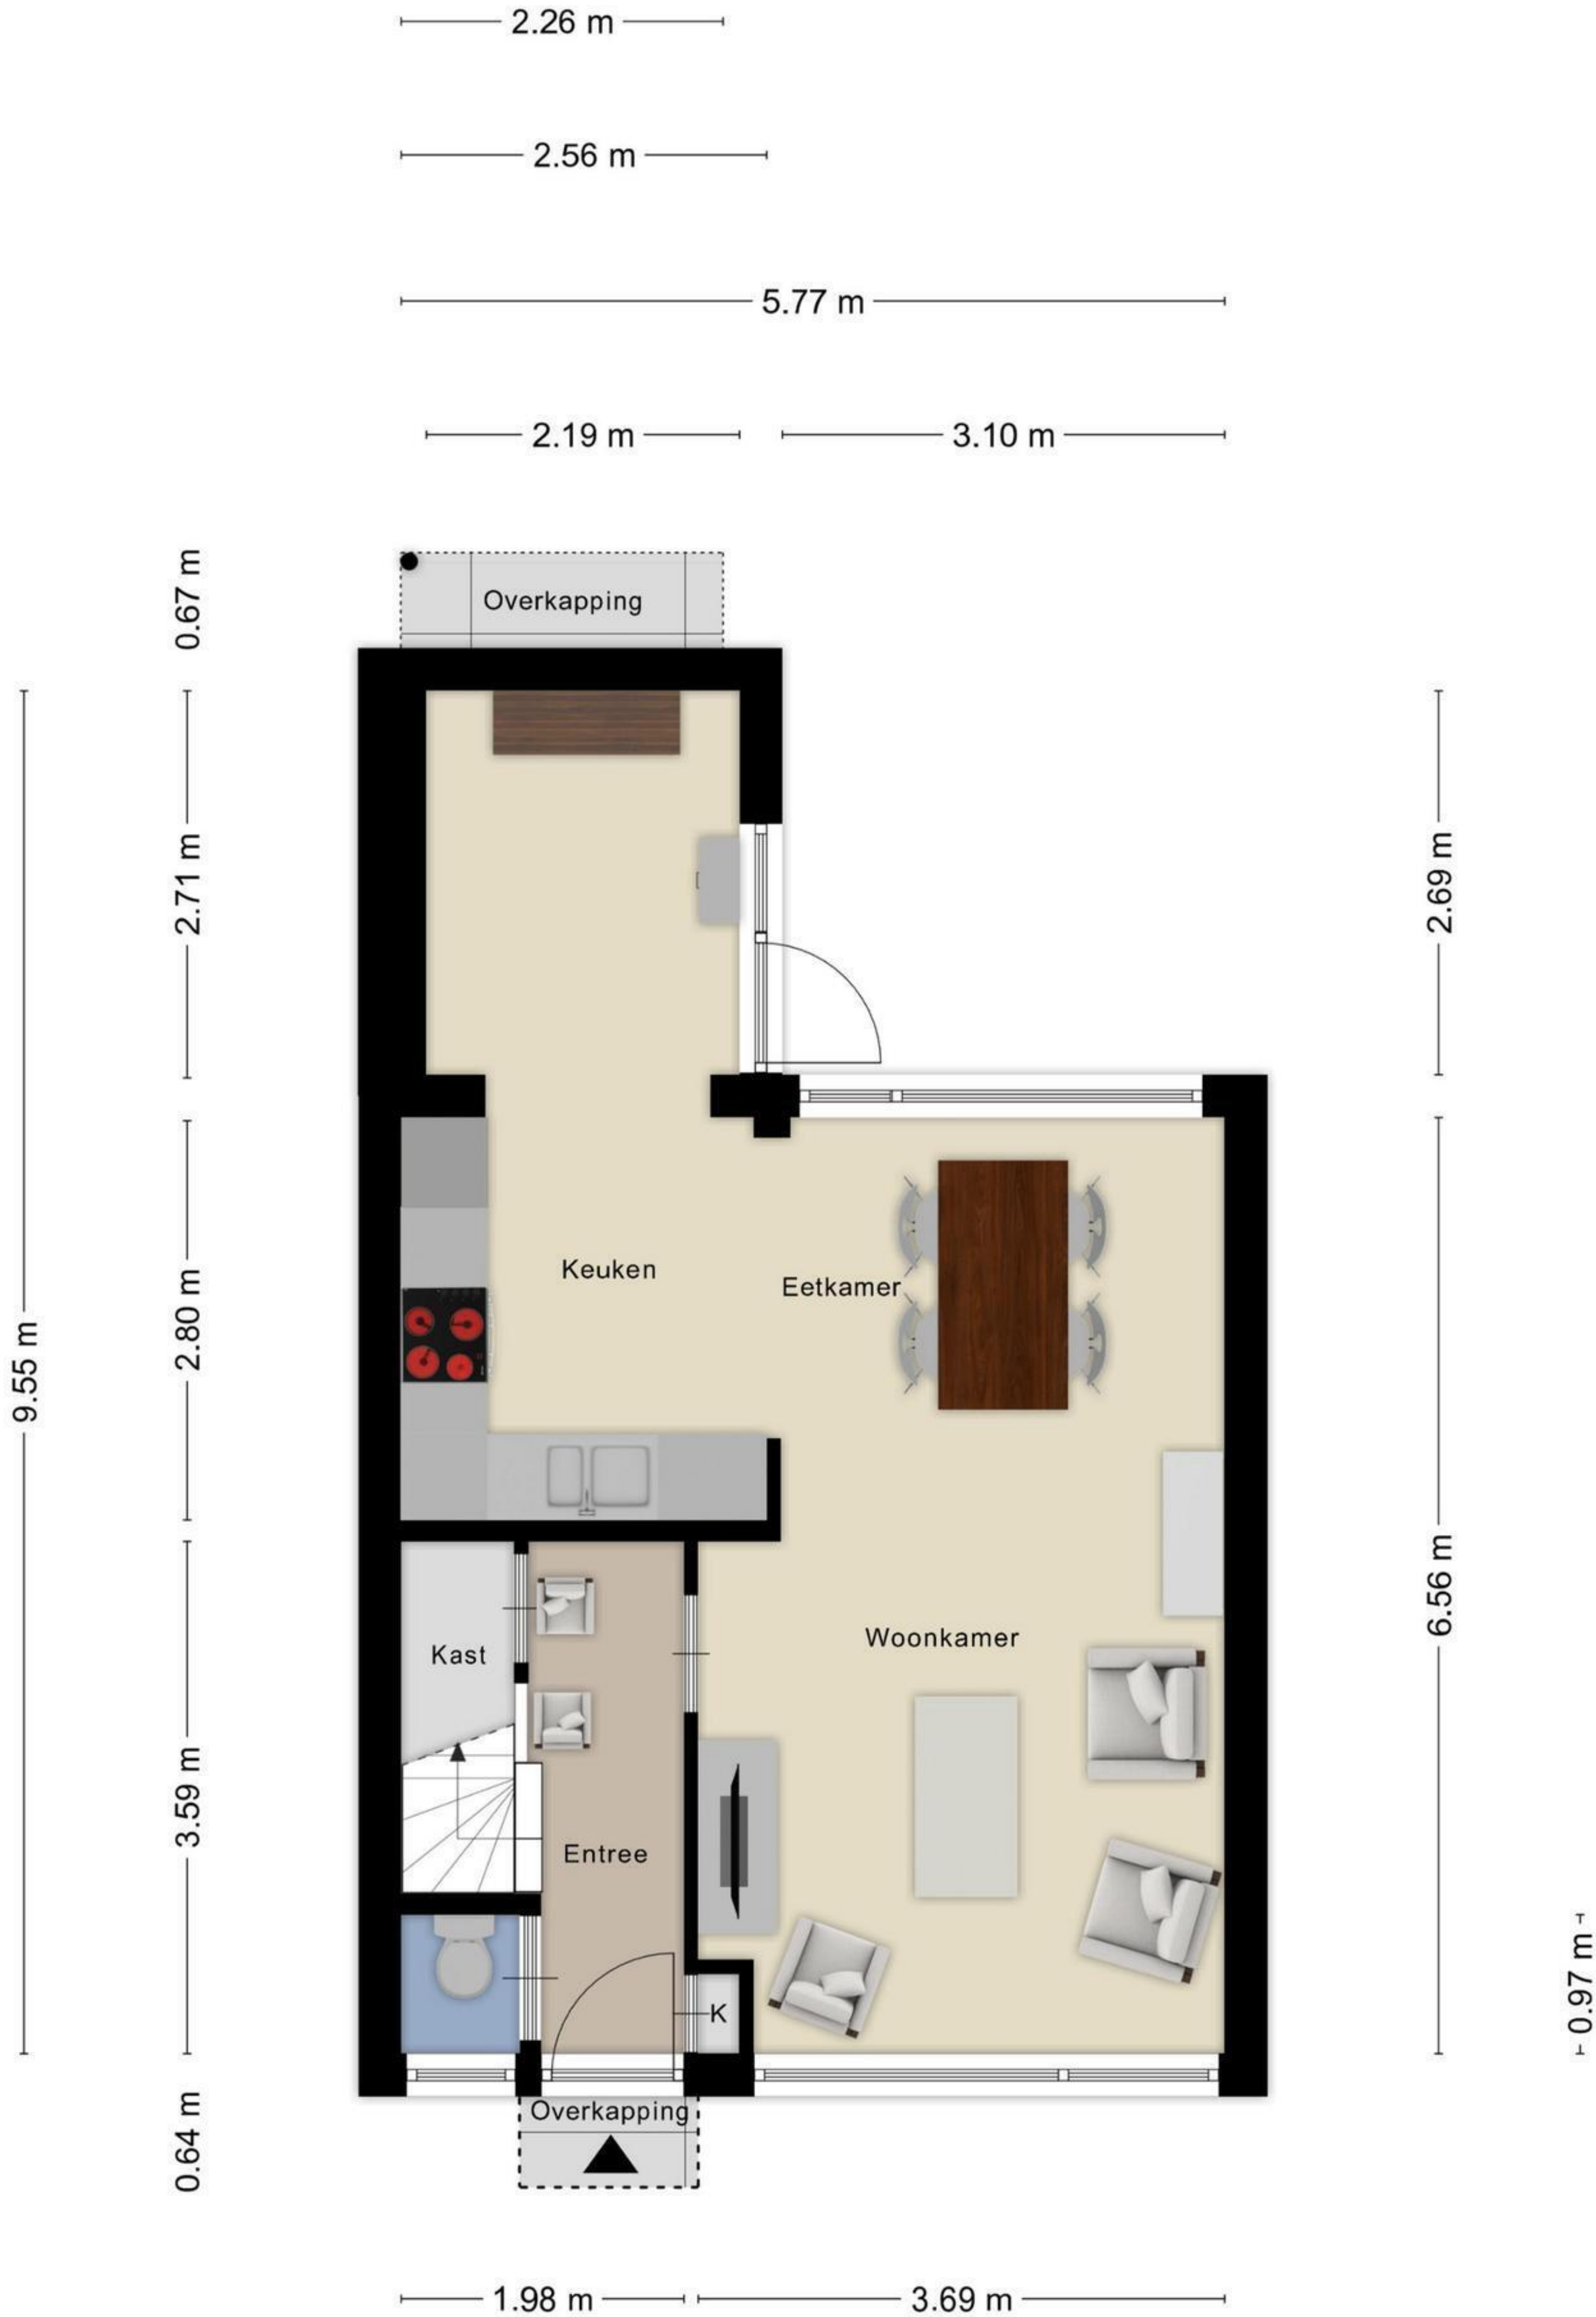 2.26 m
2.56 m
5.77 m
2.19 m
3.10 m
0.67 m
Overkapping
2.71 m
2.69 m
Keuken
Eetkamer
2.80 m
9.55 m
6.56 m
Woonkamer
Kast
3.59 m
Entree
0.97 m
K
Overkapping
0.64 m
1.98 m
3.69 m